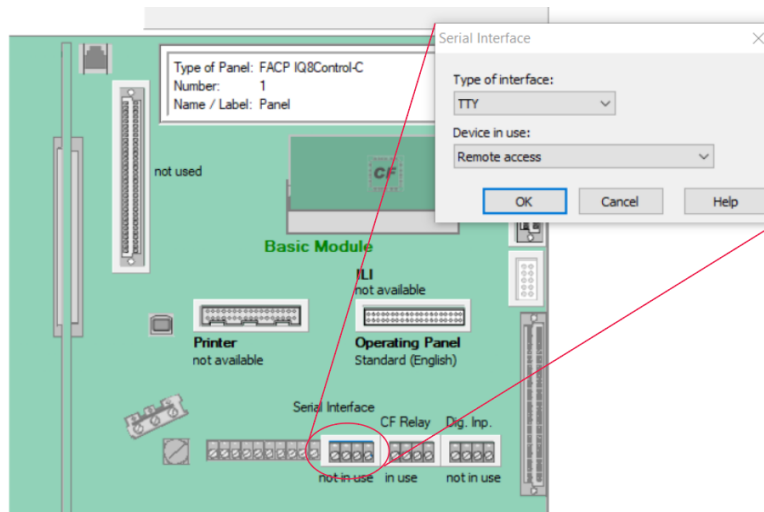 Serial Interface
Type of interface:
TTY
Device in use:
Remote access
OK Cancel Help
Type of Panel: FACP IQ8Control-C
Number: 1
Name / Label: Panel
not used
CF
Basic Module
ILI
not available
Printer
not available
Operating Panel
Standard (English)
Serial Interface
CF Relay
Dig. Inp.
not in use
in use
not in use